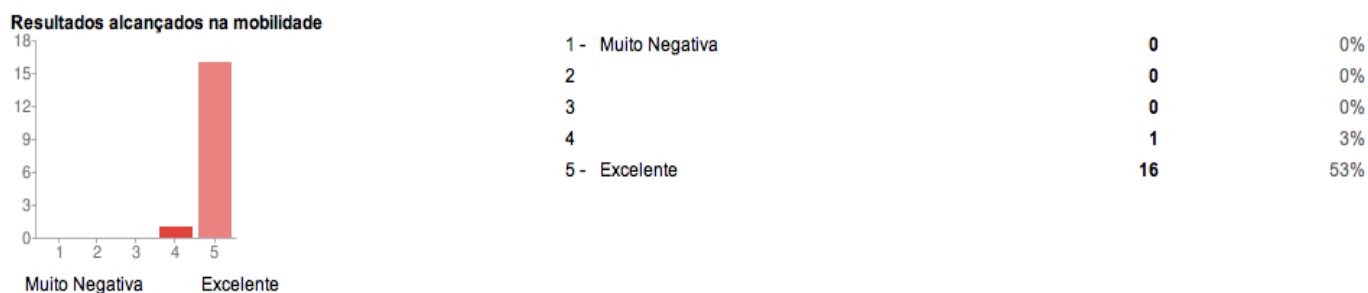 Resultados alcançados na mobilidade
18
15
12
9
6
3
0
1 2 3 4 5
Muito Negativa Excelente
1 - Muito Negativa 0 0%
2 0 0%
3 0 0%
4 1 3%
5 - Excelente 16 53%